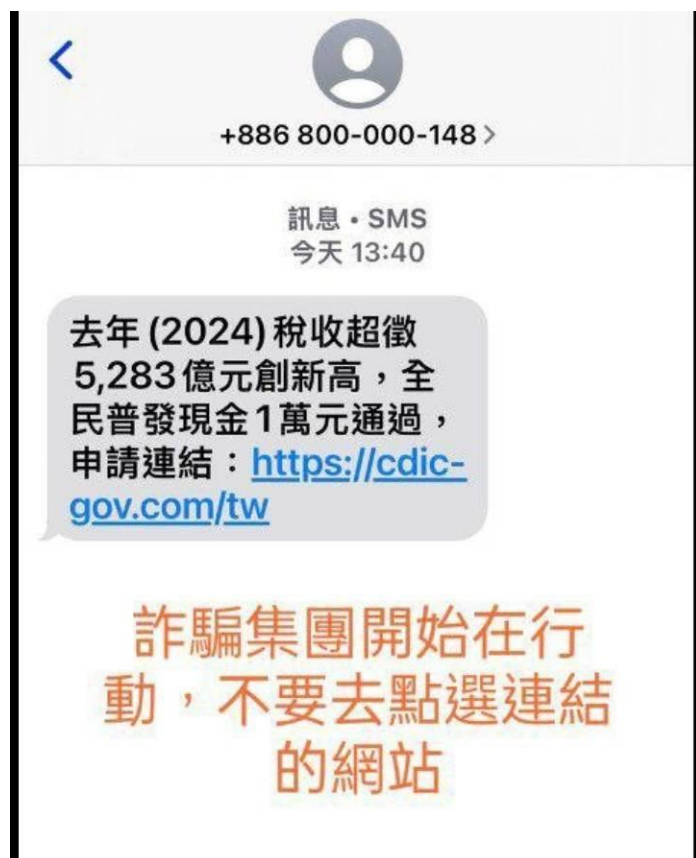 +886 800-000-148 >
訊息 • SMS
今天 13:40
去年 (2024) 稅收超徵
5,283 億元創新高，全
民普發現金1萬元通過，
申請連結：https://cdic-
gov.com/tw
詐騙集團開始在行
動，不要去點選連結
的網站